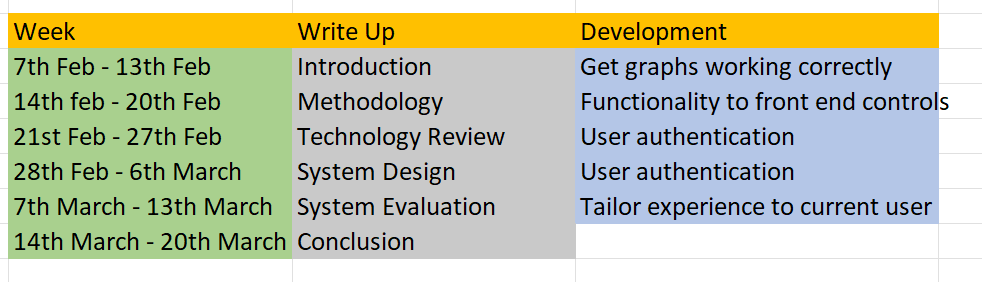 Week Write Up Development
7th Feb - 13th Feb Introduction Get graphs working correctly
14th feb - 20th Feb Methodology Functionality to front end controls
21st Feb - 27th Feb Technology Review User authentication
28th Feb - 6th March System Design User authentication
7th March - 13th March System Evaluation Tailor experience to current user
14th March - 20th March Conclusion